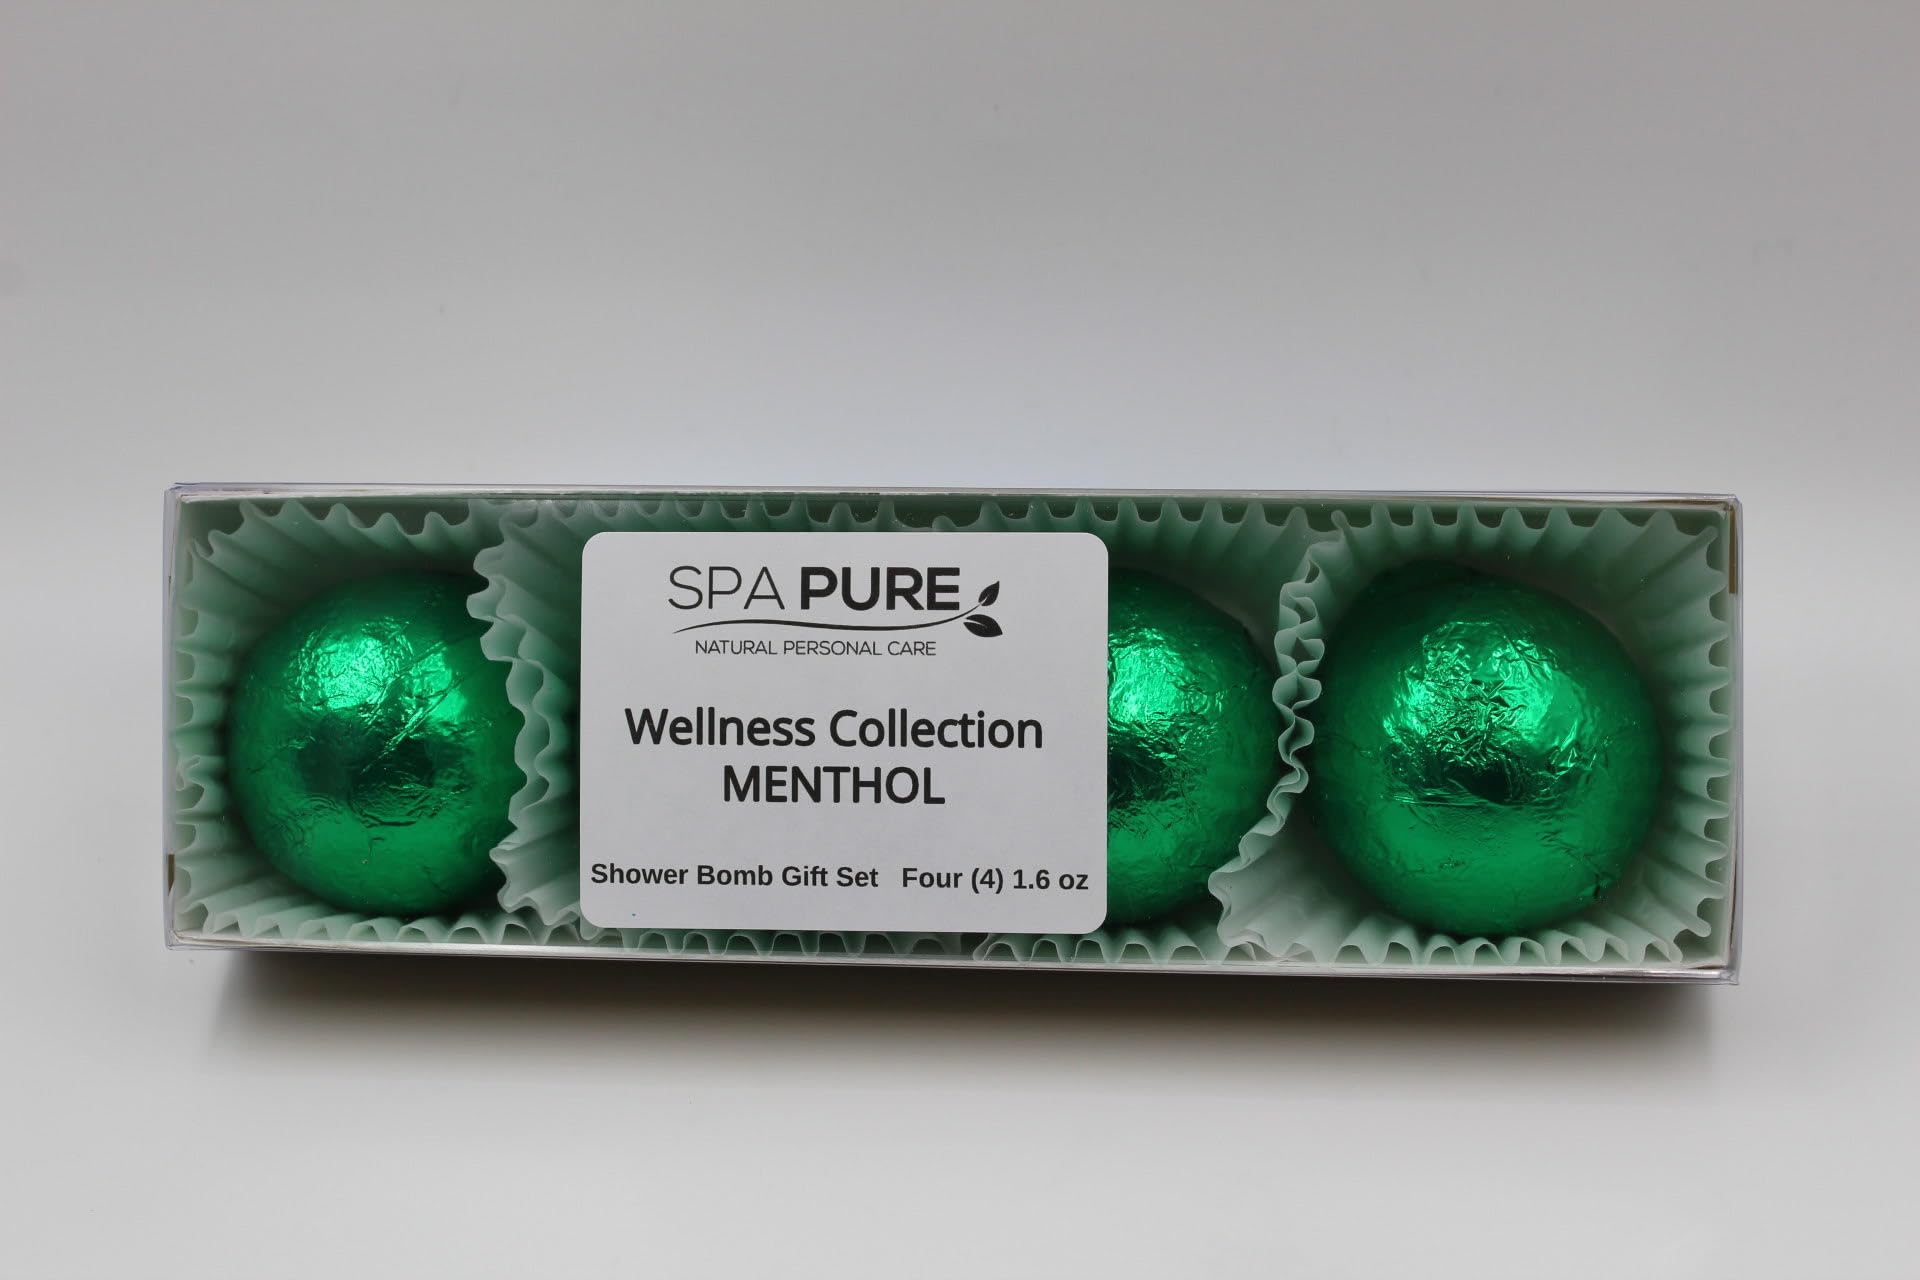 SPA PURE
NATURAL PERSONAL CARE
Wellness Collection
MENTHOL
Shower Bomb Gift Set   Four (4) 1.6 oz